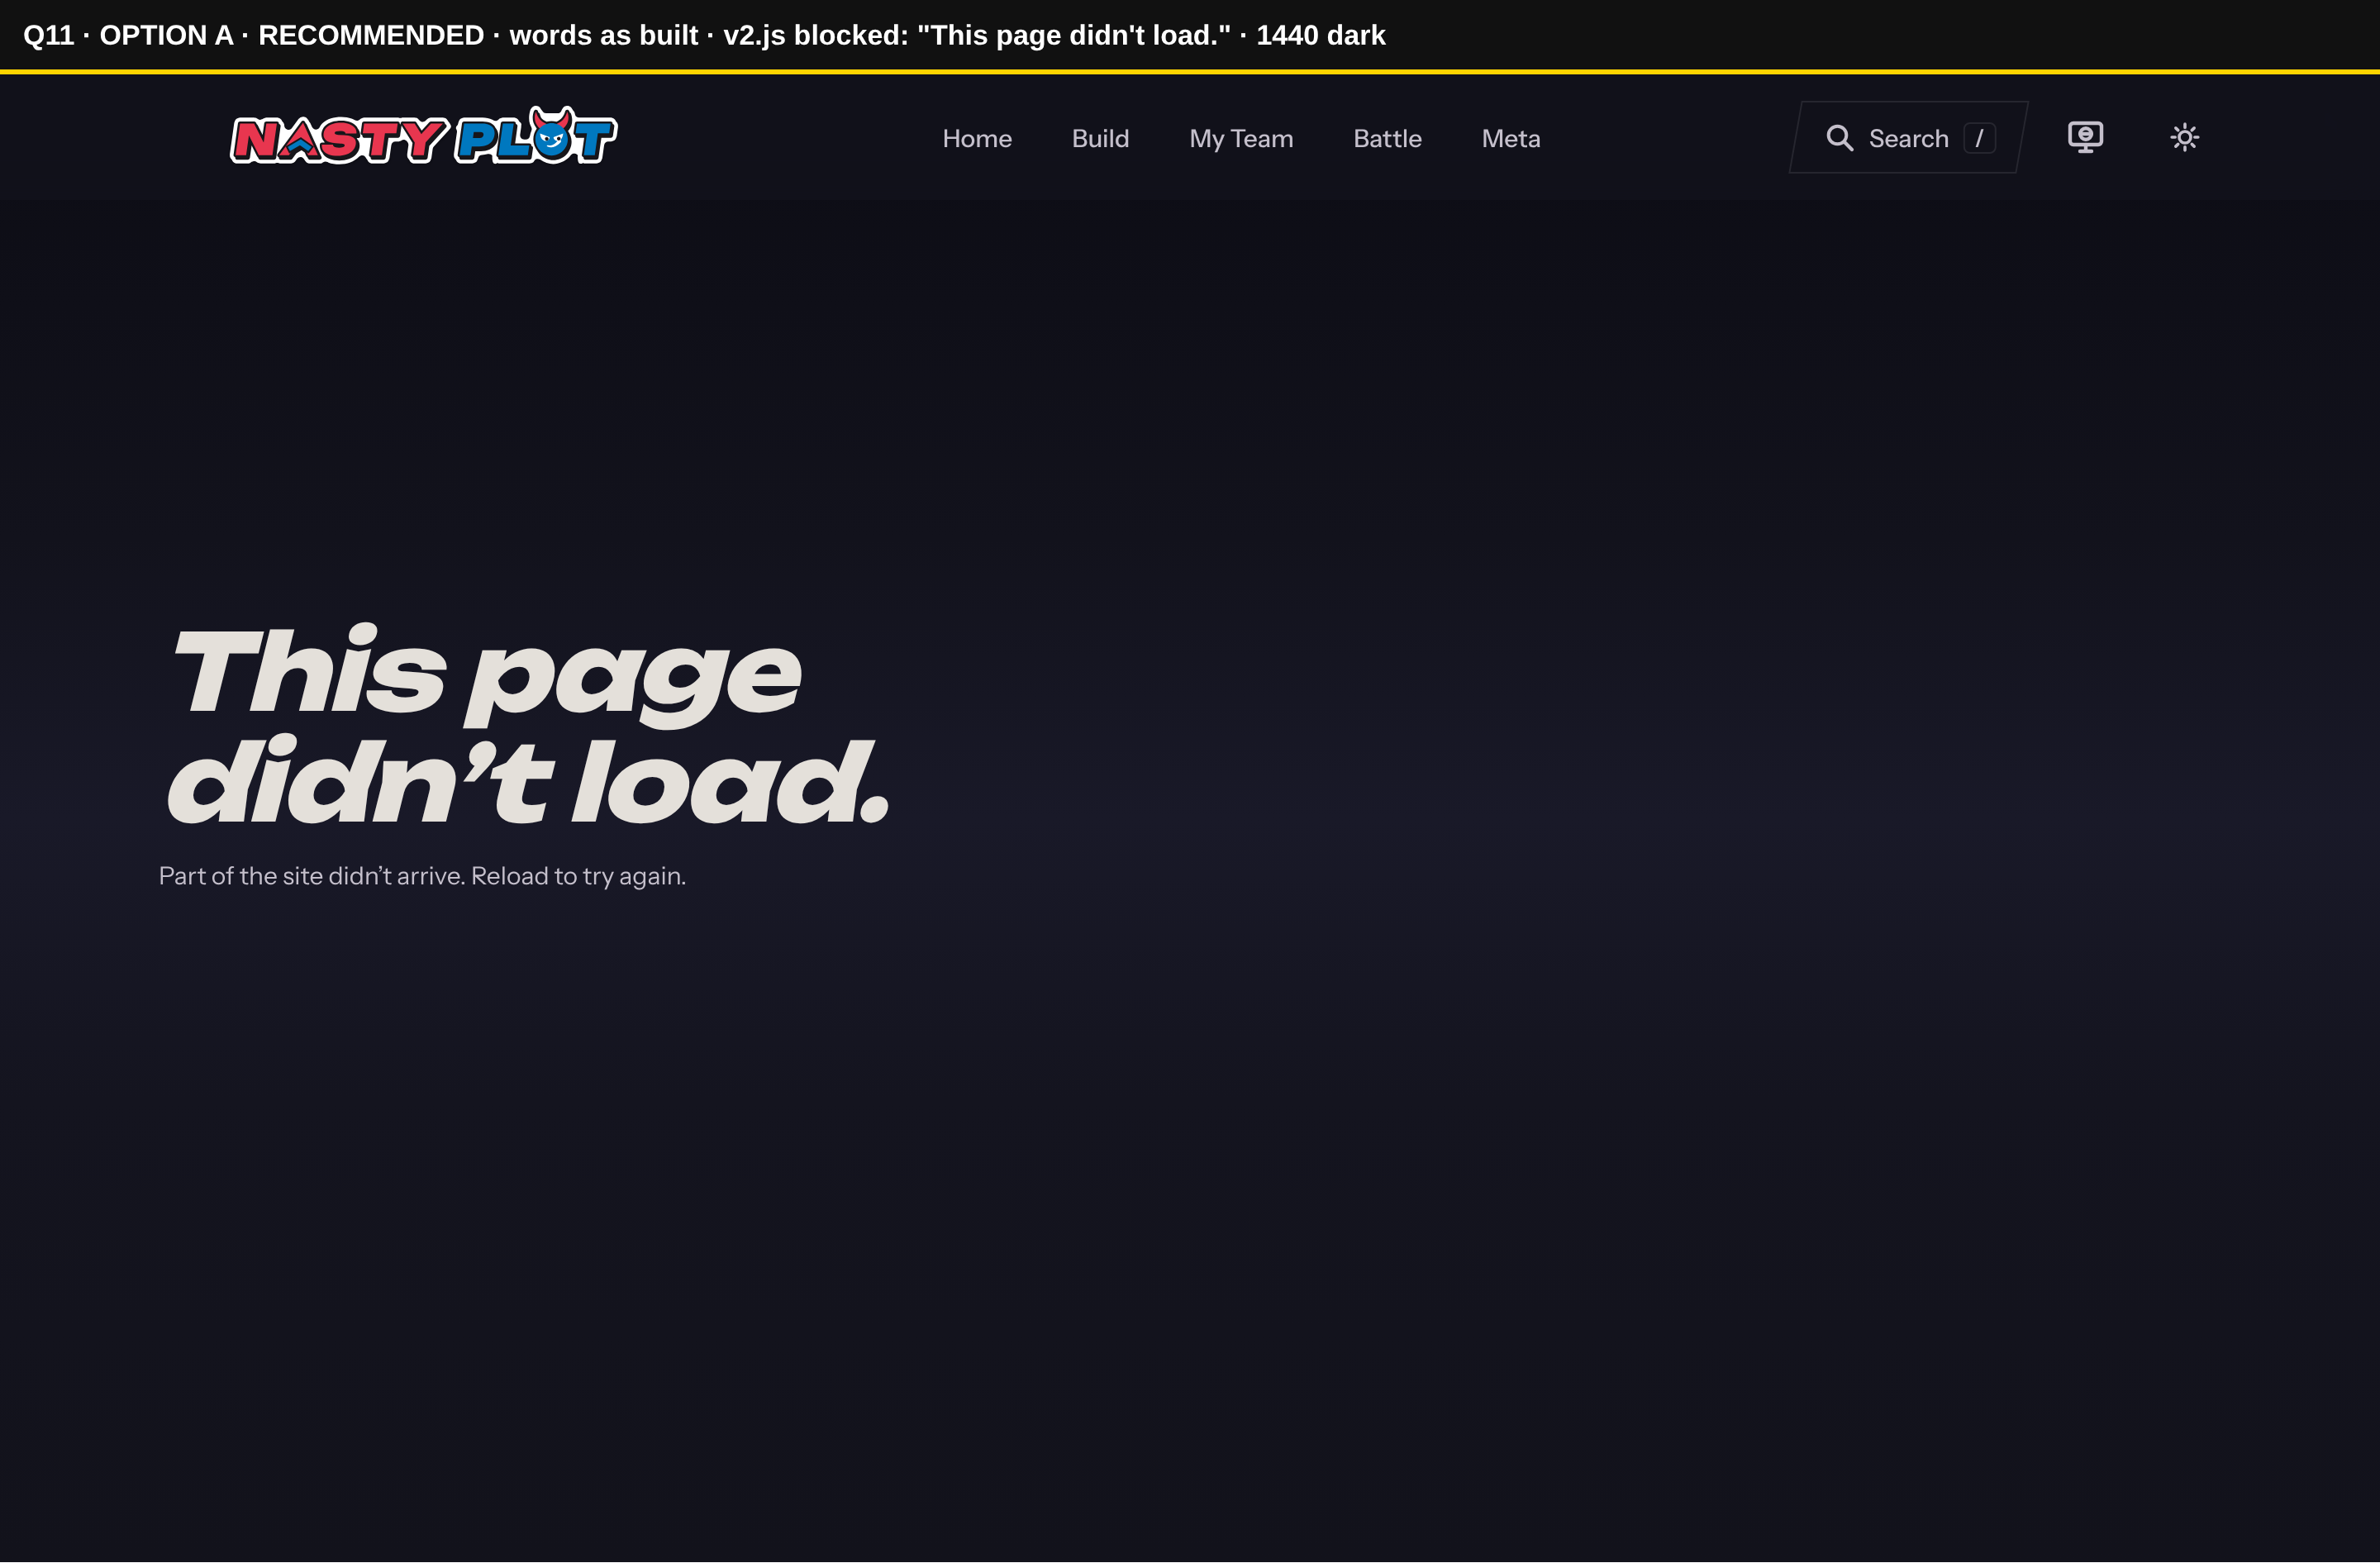 Q11 · OPTION A · RECOMMENDED · words as built · v2.js blocked: "This page didn't load." · 1440 dark
NASTY PLOT
Home Build My Team Battle Meta
Search /
This page
didn’t load.
Part of the site didn’t arrive. Reload to try again.